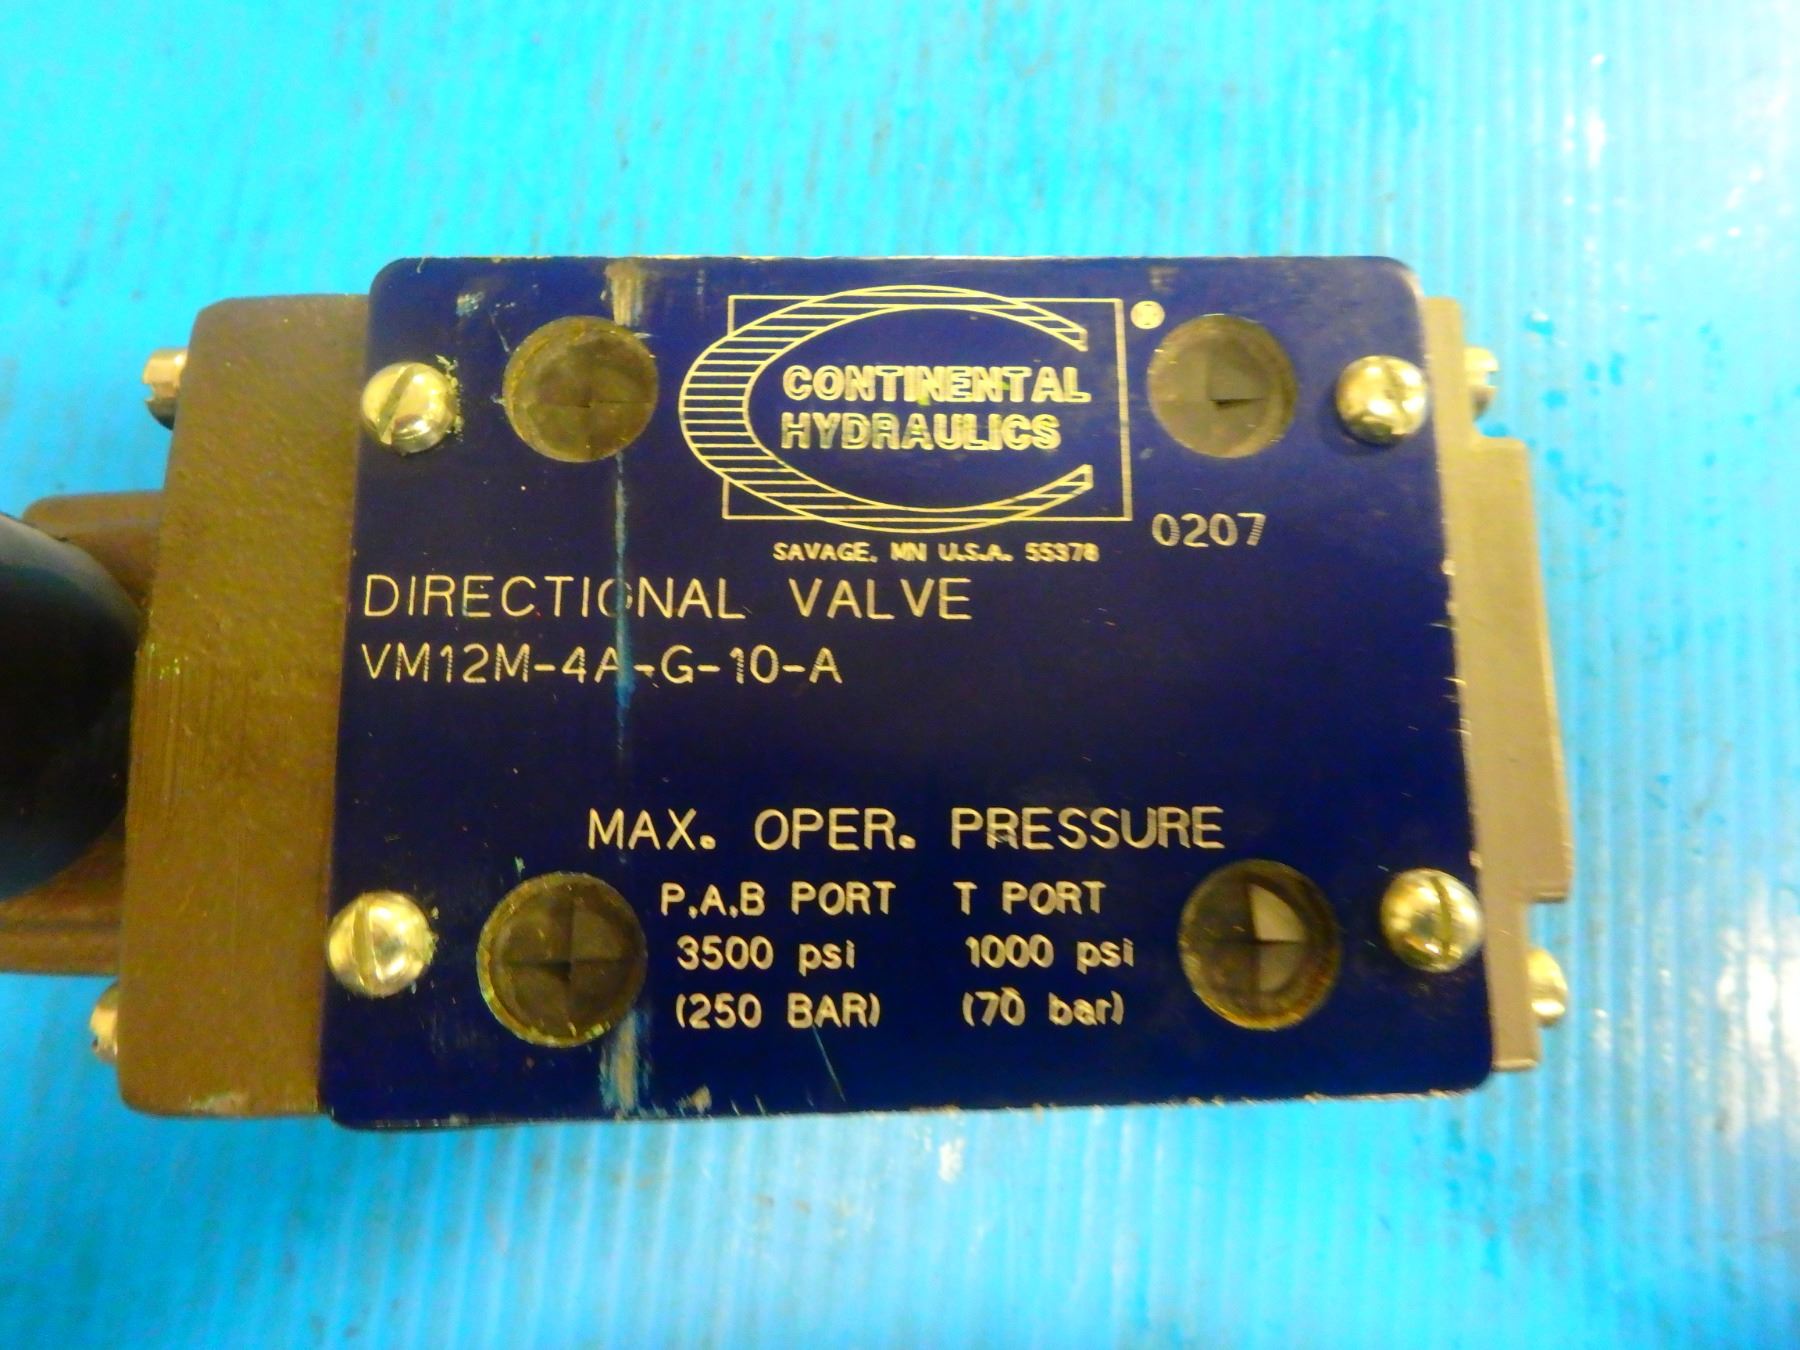 CONTINENTAL
HYDRAULICS
®
SAVAGE, MN U.S.A. 55378
0207
DIRECTIONAL VALVE
VM12M-4A-G-10-A
MAX. OPER. PRESSURE
P,A,B PORT T PORT
3500 psi 1000 psi
(250 BAR) (70 bar)